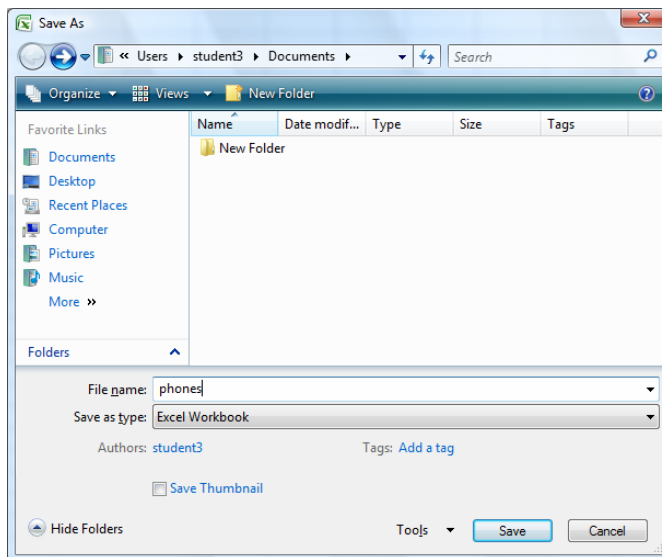 Save As
« Users ▸ student3 ▸ Documents ▸ Search
Organize Views New Folder
Favorite Links
Name Date modif... Type Size Tags
New Folder
Documents
Desktop
Recent Places
Computer
Pictures
Music
More »
Folders
File name: phones
Save as type: Excel Workbook
Authors: student3 Tags: Add a tag
Save Thumbnail
Hide Folders Tools Save Cancel